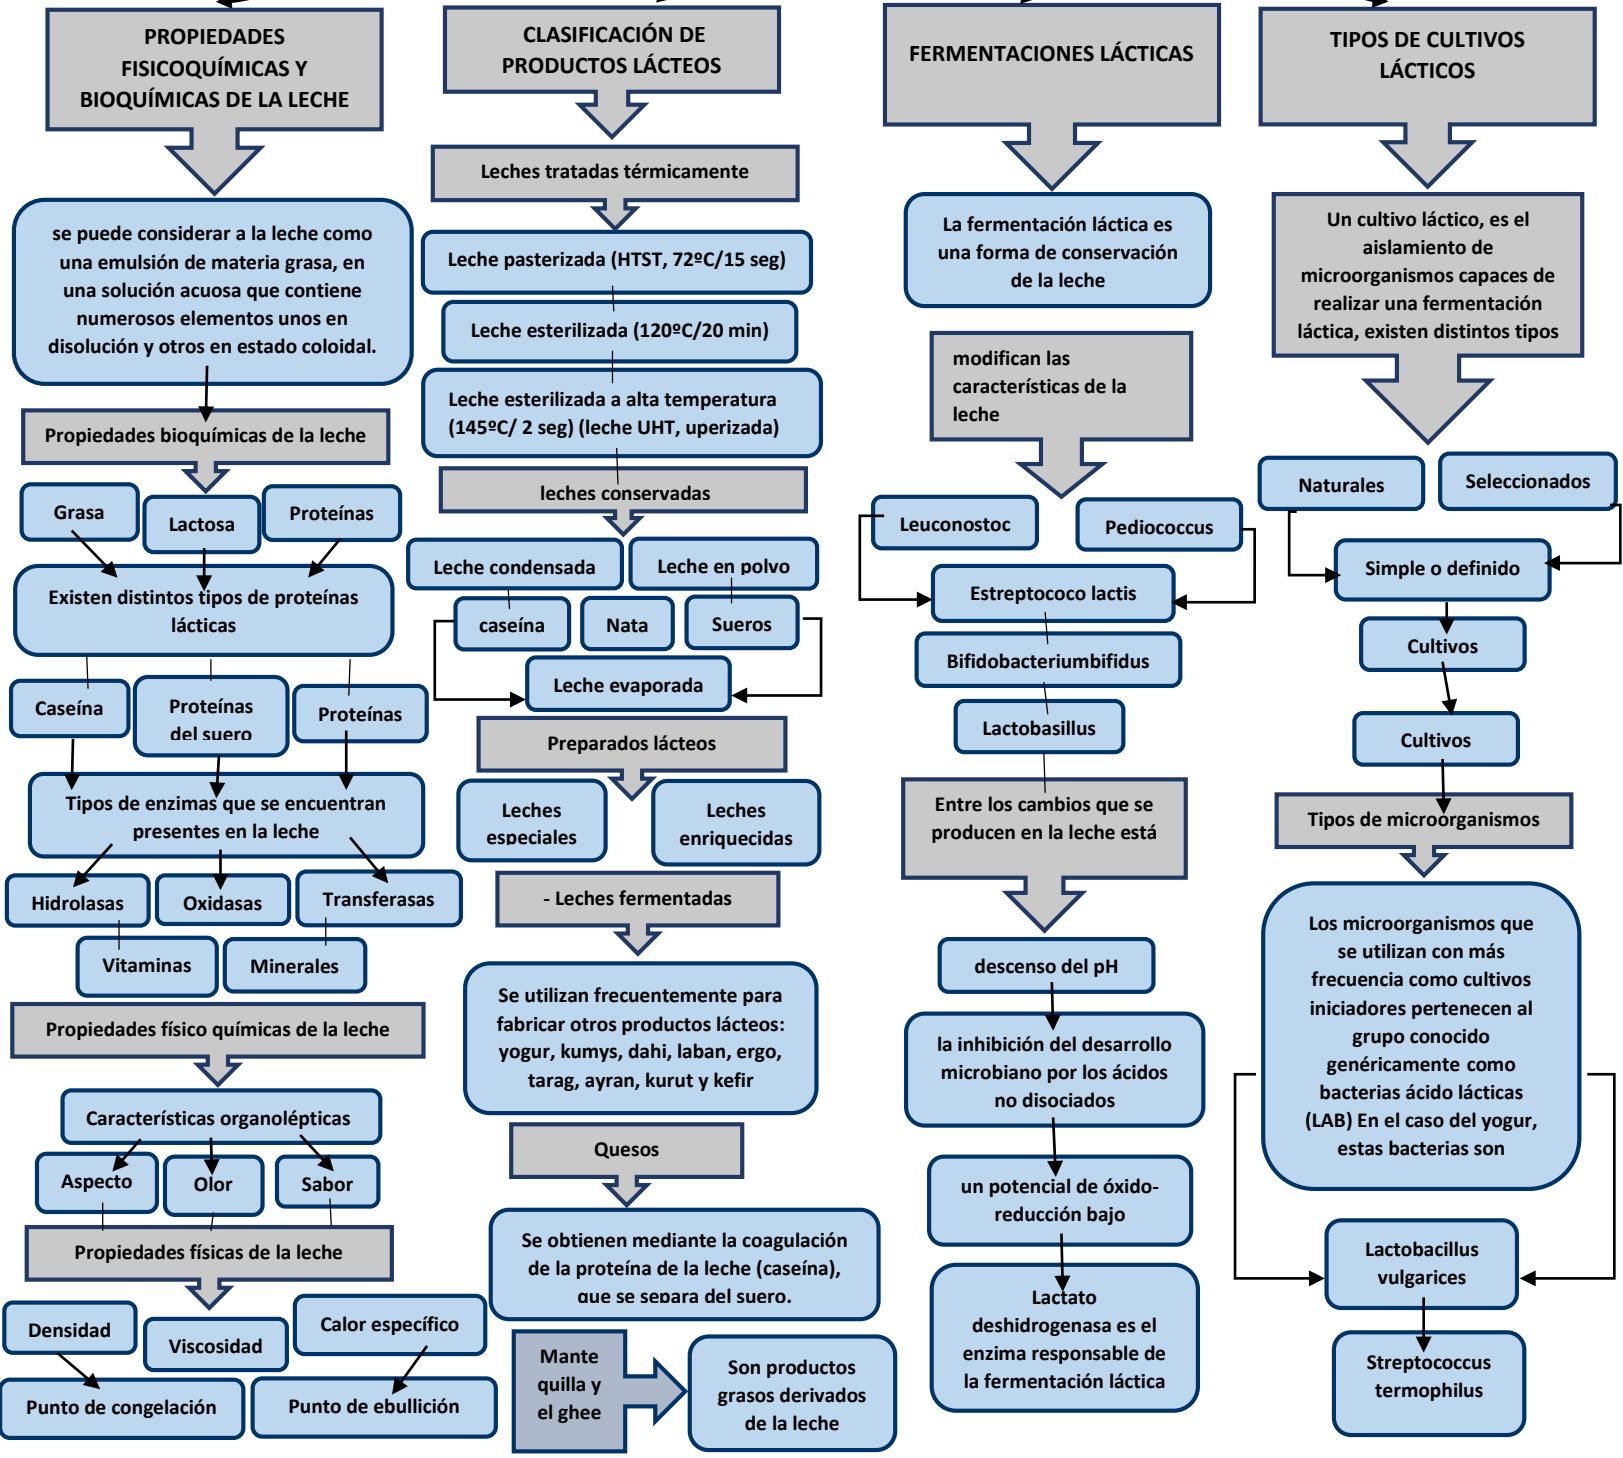 PROPIEDADES
FISICOQUÍMICAS Y
BIOQUÍMICAS DE LA LECHE
se puede considerar a la leche como
una emulsión de materia grasa, en
una solución acuosa que contiene
numerosos elementos unos en
disolución y otros en estado coloidal.
Propiedades bioquímicas de la leche
Grasa
Lactosa
Proteínas
Existen distintos tipos de proteínas
lácticas
Caseína
Proteínas
del suero
Proteínas
Tipos de enzimas que se encuentran
presentes en la leche
Hidrolasas
Oxidasas
Transferasas
Vitaminas
Minerales
Propiedades físico químicas de la leche
Características organolépticas
Aspecto
Olor
Sabor
Propiedades físicas de la leche
Densidad
Viscosidad
Calor específico
Punto de congelación
Punto de ebullición
CLASIFICACIÓN DE
PRODUCTOS LÁCTEOS
Leches tratadas térmicamente
Leche pasterizada (HTST, 72ºC/15 seg)
Leche esterilizada (120ºC/20 min)
Leche esterilizada a alta temperatura
(145ºC/ 2 seg) (leche UHT, uperizada)
leches conservadas
Leche condensada
Leche en polvo
caseína
Nata
Sueros
Leche evaporada
Preparados lácteos
Leches
especiales
Leches
enriquecidas
- Leches fermentadas
Se utilizan frecuentemente para
fabricar otros productos lácteos:
yogur, kumys, dahi, laban, ergo,
tarag, ayran, kurut y kefir
Quesos
Se obtienen mediante la coagulación
de la proteína de la leche (caseína),
que se separa del suero.
Mante
quilla y
el ghee
Son productos
grasos derivados
de la leche
FERMENTACIONES LÁCTICAS
La fermentación láctica es
una forma de conservación
de la leche
modifican las
características de la
leche
Leuconostoc
Pediococcus
Estreptococo lactis
Bifidobacteriumbifidus
Lactobasillus
Entre los cambios que se
producen en la leche está
descenso del pH
la inhibición del desarrollo
microbiano por los ácidos
no disociados
un potencial de óxido-
reducción bajo
Lactato
deshidrogenasa es el
enzima responsable de
la fermentación láctica
TIPOS DE CULTIVOS
LÁCTICOS
Un cultivo láctico, es el
aislamiento de
microorganismos capaces de
realizar una fermentación
láctica, existen distintos tipos
Naturales
Seleccionados
Simple o definido
Cultivos
Cultivos
Tipos de microorganismos
Los microorganismos que
se utilizan con más
frecuencia como cultivos
iniciadores pertenecen al
grupo conocido
genéricamente como
bacterias ácido lácticas
(LAB) En el caso del yogur,
estas bacterias son
Lactobacillus
vulgarices
Streptococcus
termophilus